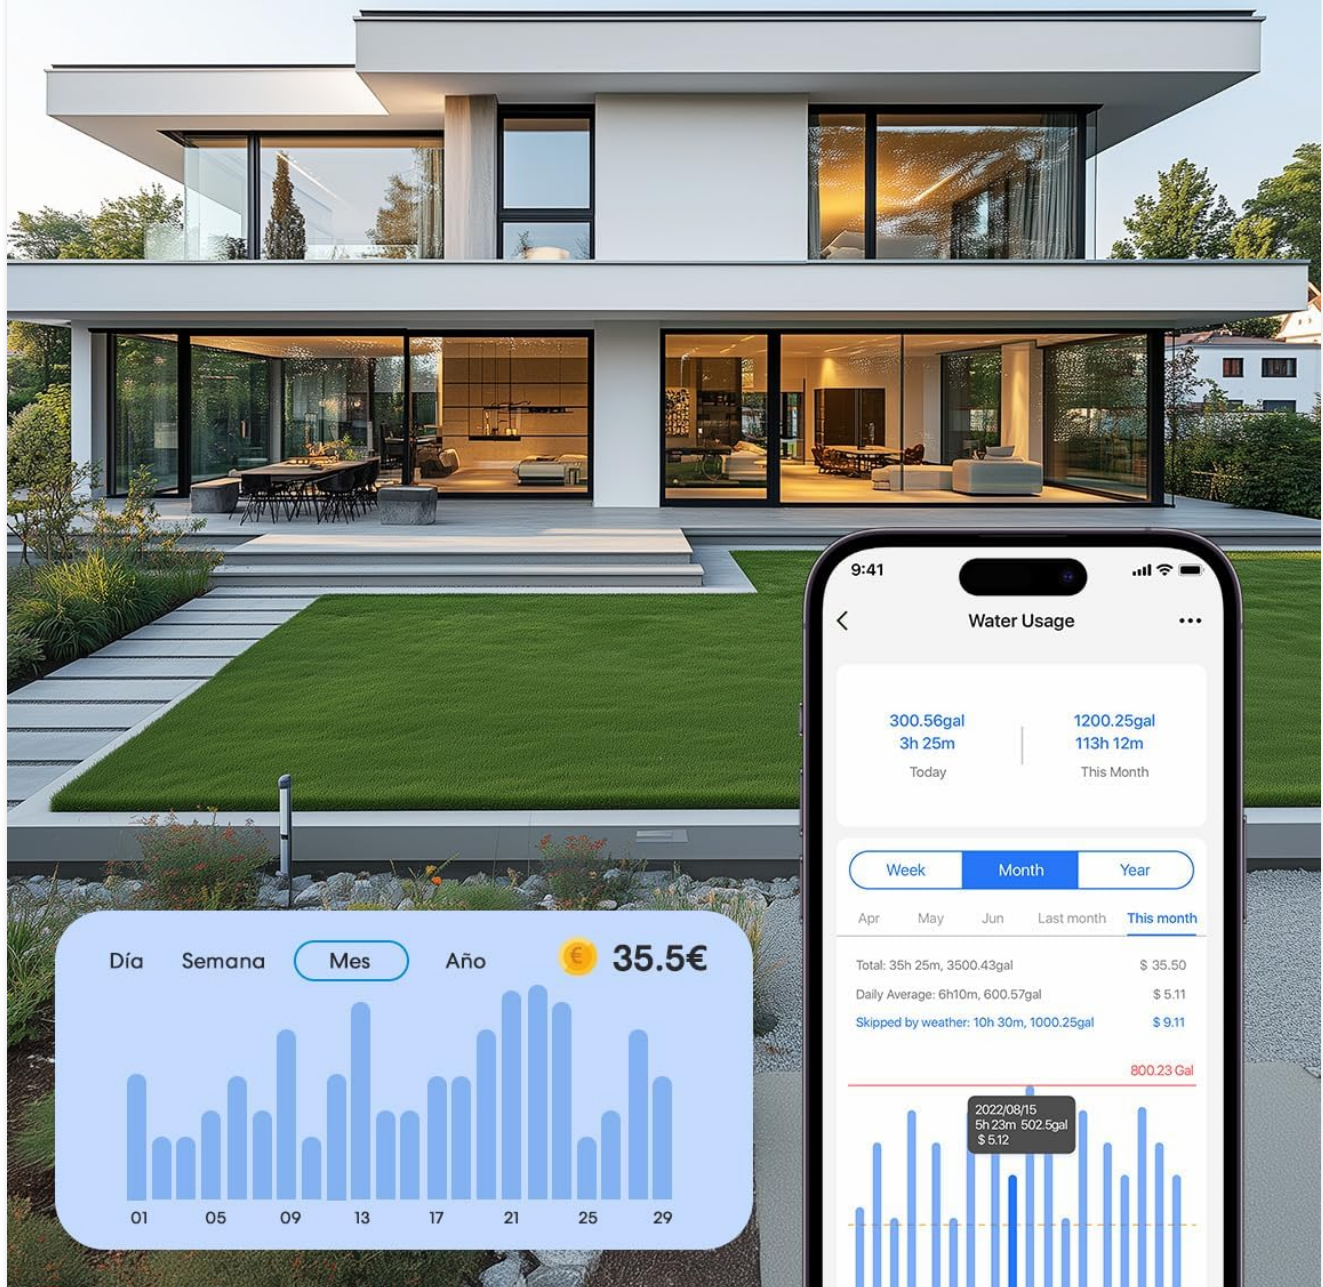 9:41
Water Usage
300.56gal
3h 25m
Today
1200.25gal
113h 12m
This Month
Week Month Year
Apr May Jun Last month This month
Total: 35h 25m, 3500.43gal $ 35.50
Daily Average: 6h10m, 600.57gal $ 5.11
Skipped by weather: 10h 30m, 1000.25gal $ 9.11
800.23 Gal
2022/08/15
5h 23m 502.5gal
$ 5.12
Día Semana Mes Año € 35.5€
01 05 09 13 17 21 25 29